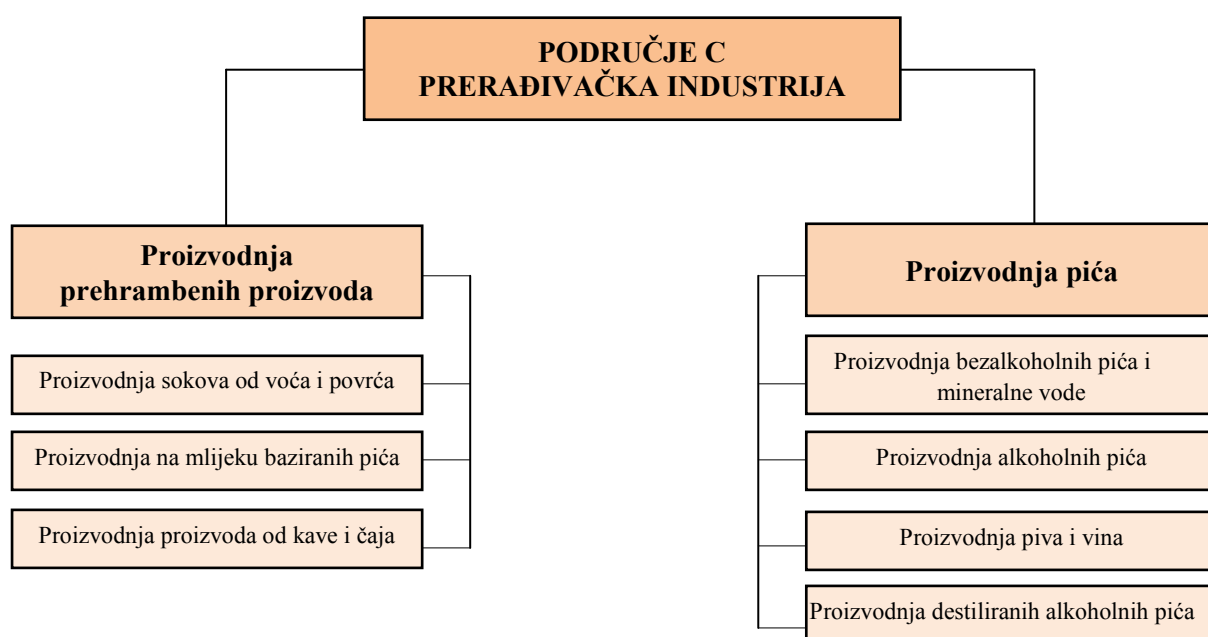 PODRUČJE C
PRERAĐIVAČKA INDUSTRIJA
Proizvodnja
prehrambenih proizvoda
Proizvodnja sokova od voća i povrća
Proizvodnja na mlijeku baziranih pića
Proizvodnja proizvoda od kave i čaja
Proizvodnja pića
Proizvodnja bezalkoholnih pića i
mineralne vode
Proizvodnja alkoholnih pića
Proizvodnja piva i vina
Proizvodnja destiliranih alkoholnih pića